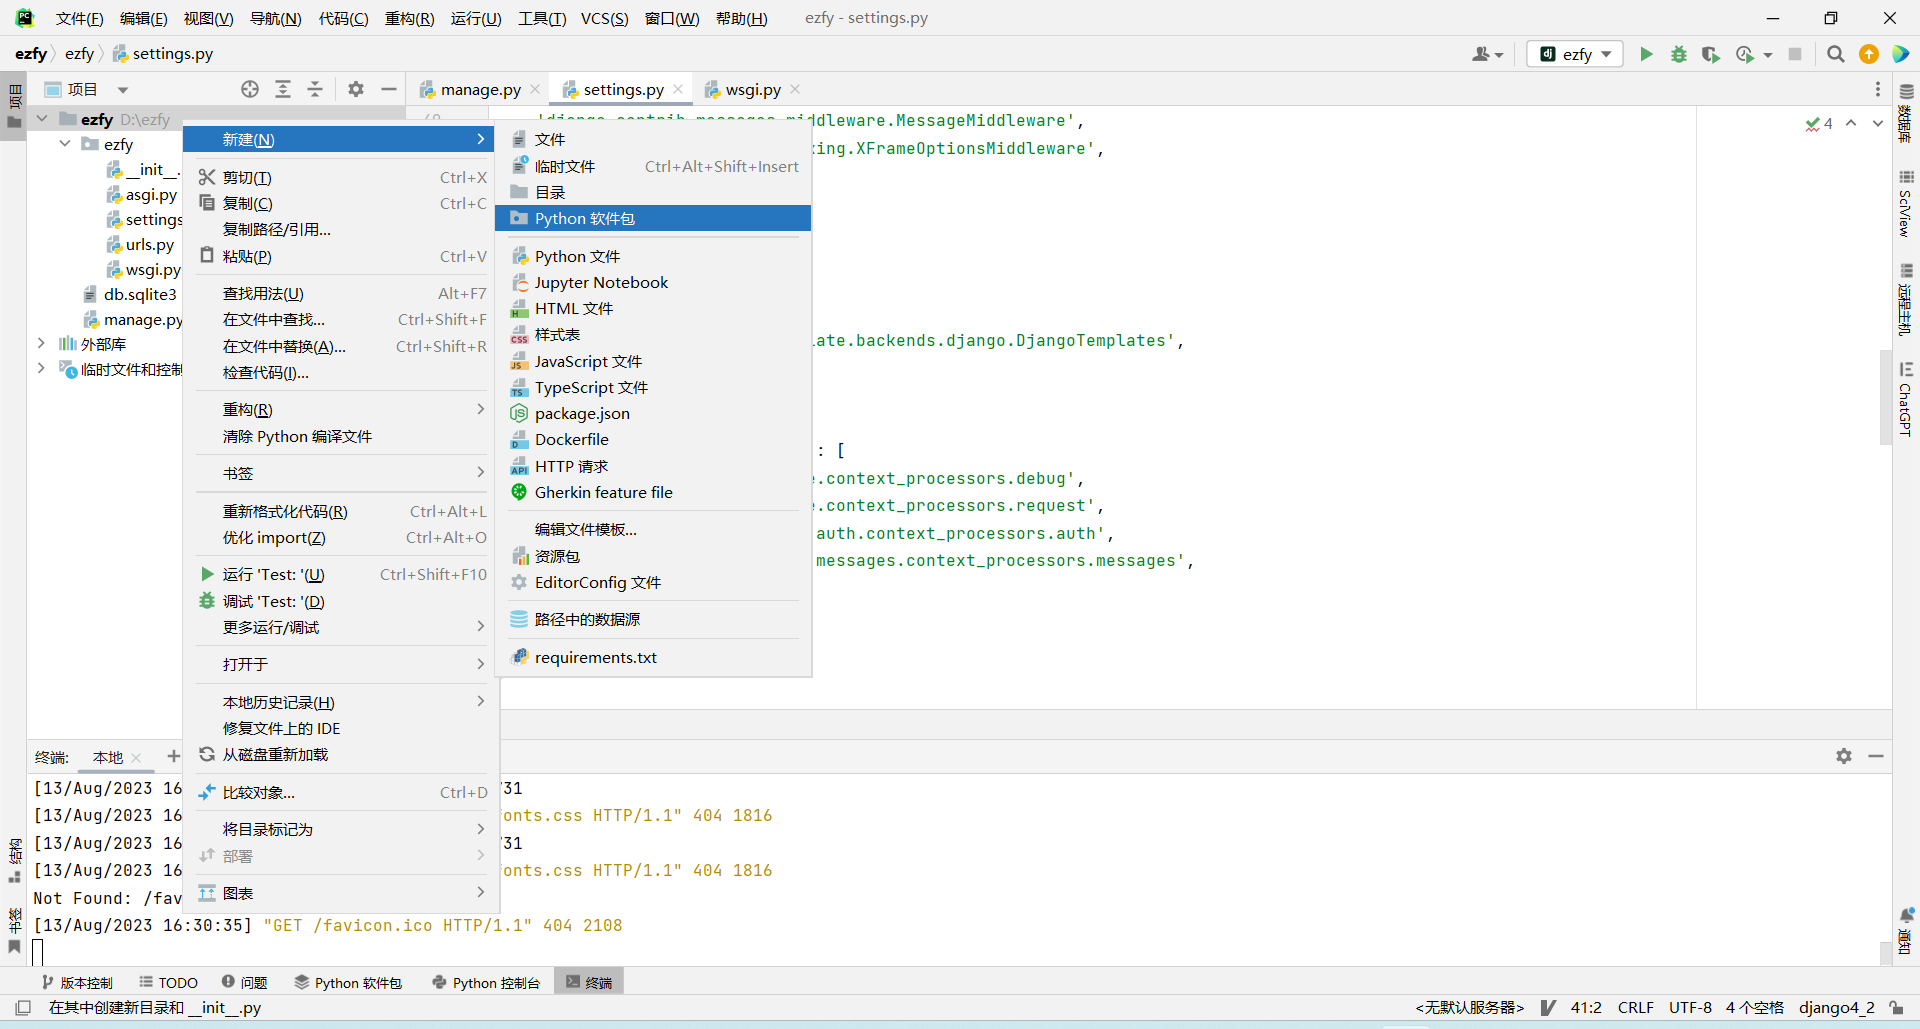 文件(F) 编辑(E) 视图(V) 导航(N) 代码(C) 重构(R) 运行(U) 工具(T) VCS(S) 窗口(W) 帮助(H) ezfy - settings.py
ezfy ezfy settings.py
ezfy
项目
manage.py settings.py wsgi.py
项目
ezfy D:\ezfy
ezfy
__init__.
asgi.py
settings
urls.py
wsgi.py
db.sqlite3
manage.py
外部库
临时文件和控制
新建(N)
剪切(T) Ctrl+X
复制(C) Ctrl+C
复制路径/引用...
粘贴(P) Ctrl+V
查找用法(U) Alt+F7
在文件中查找... Ctrl+Shift+F
在文件中替换(A)... Ctrl+Shift+R
检查代码(I)...
重构(R)
清除 Python 编译文件
书签
重新格式化代码(R) Ctrl+Alt+L
优化 import(Z) Ctrl+Alt+O
运行 'Test: '(U) Ctrl+Shift+F10
调试 'Test: '(D)
更多运行/调试
打开于
本地历史记录(H)
修复文件上的 IDE
从磁盘重新加载
比较对象... Ctrl+D
将目录标记为
部署
图表
文件
临时文件 Ctrl+Alt+Shift+Insert
目录
Python 软件包
Python 文件
Jupyter Notebook
HTML 文件
样式表
JavaScript 文件
TypeScript 文件
package.json
Dockerfile
HTTP 请求
Gherkin feature file
编辑文件模板...
资源包
EditorConfig 文件
路径中的数据源
requirements.txt
'django.contrib.messages.middleware.MessageMiddleware',
king.XFrameOptionsMiddleware',
late.backends.django.DjangoTemplates',
: [
e.context_processors.debug',
e.context_processors.request',
auth.context_processors.auth',
messages.context_processors.messages',
4
数据库
SciView
远程主机
ChatGPT
通知
结构
书签
终端: 本地
[13/Aug/2023 16 731
[13/Aug/2023 16 fonts.css HTTP/1.1" 404 1816
[13/Aug/2023 16 731
[13/Aug/2023 16 fonts.css HTTP/1.1" 404 1816
Not Found: /fav
[13/Aug/2023 16:30:35] "GET /favicon.ico HTTP/1.1" 404 2108
版本控制 TODO 问题 Python 软件包 Python 控制台 终端
在其中创建新目录和 __init__.py <无默认服务器> 41:2 CRLF UTF-8 4 个空格 django4_2